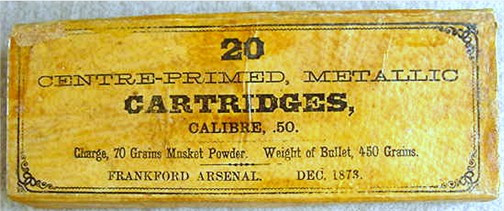 20
CENTRE-PRIMED, METALLIC
CARTRIDGES,
CALIBRE, .50.
Charge, 70 Grains Musket Powder. Weight of Bullet, 450 Grains.
FRANKFORD ARSENAL. DEC. 1873.